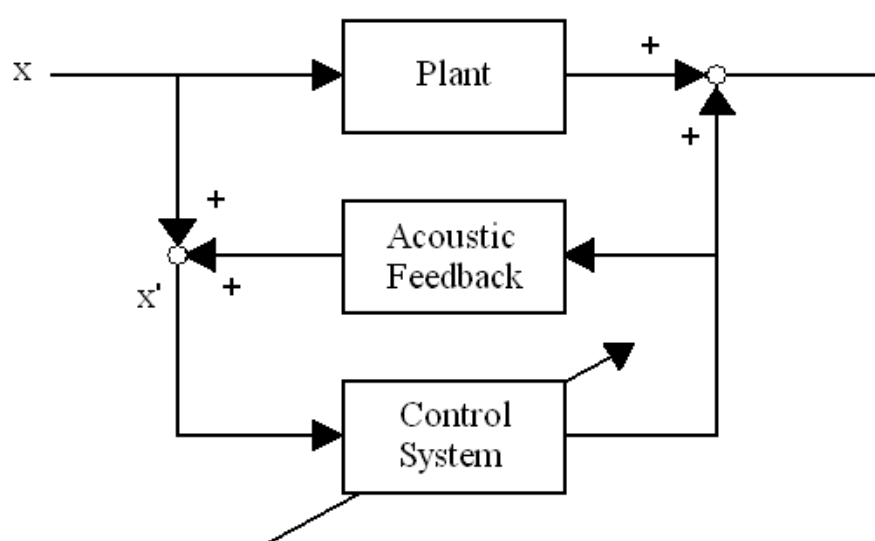 x
Plant
+
+
+
Acoustic
Feedback
+
x'
Control
System